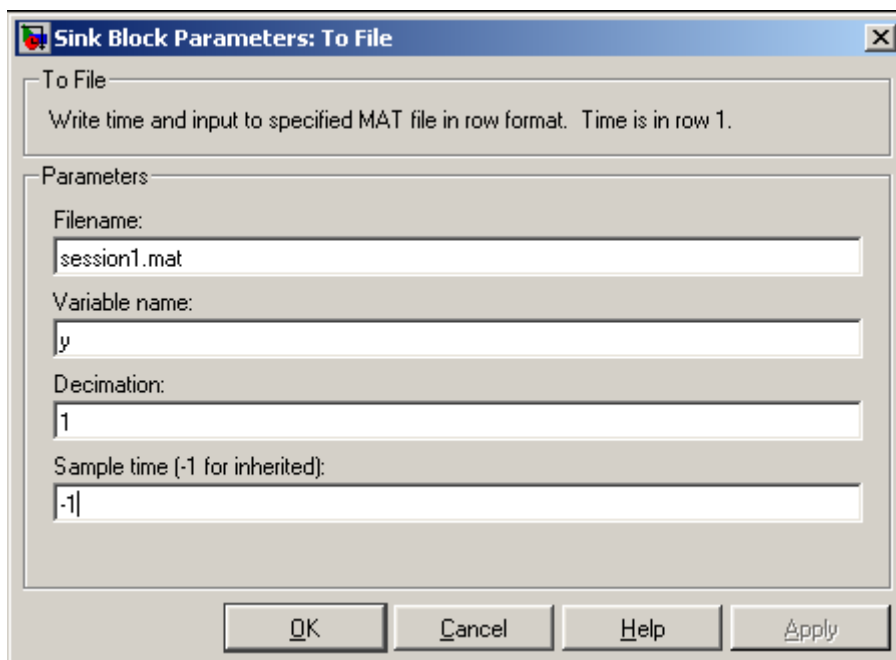 Sink Block Parameters: To File
To File
Write time and input to specified MAT file in row format.  Time is in row 1.
Parameters
Filename:
session1.mat
Variable name:
y
Decimation:
1
Sample time (-1 for inherited):
-1
OK
Cancel
Help
Apply